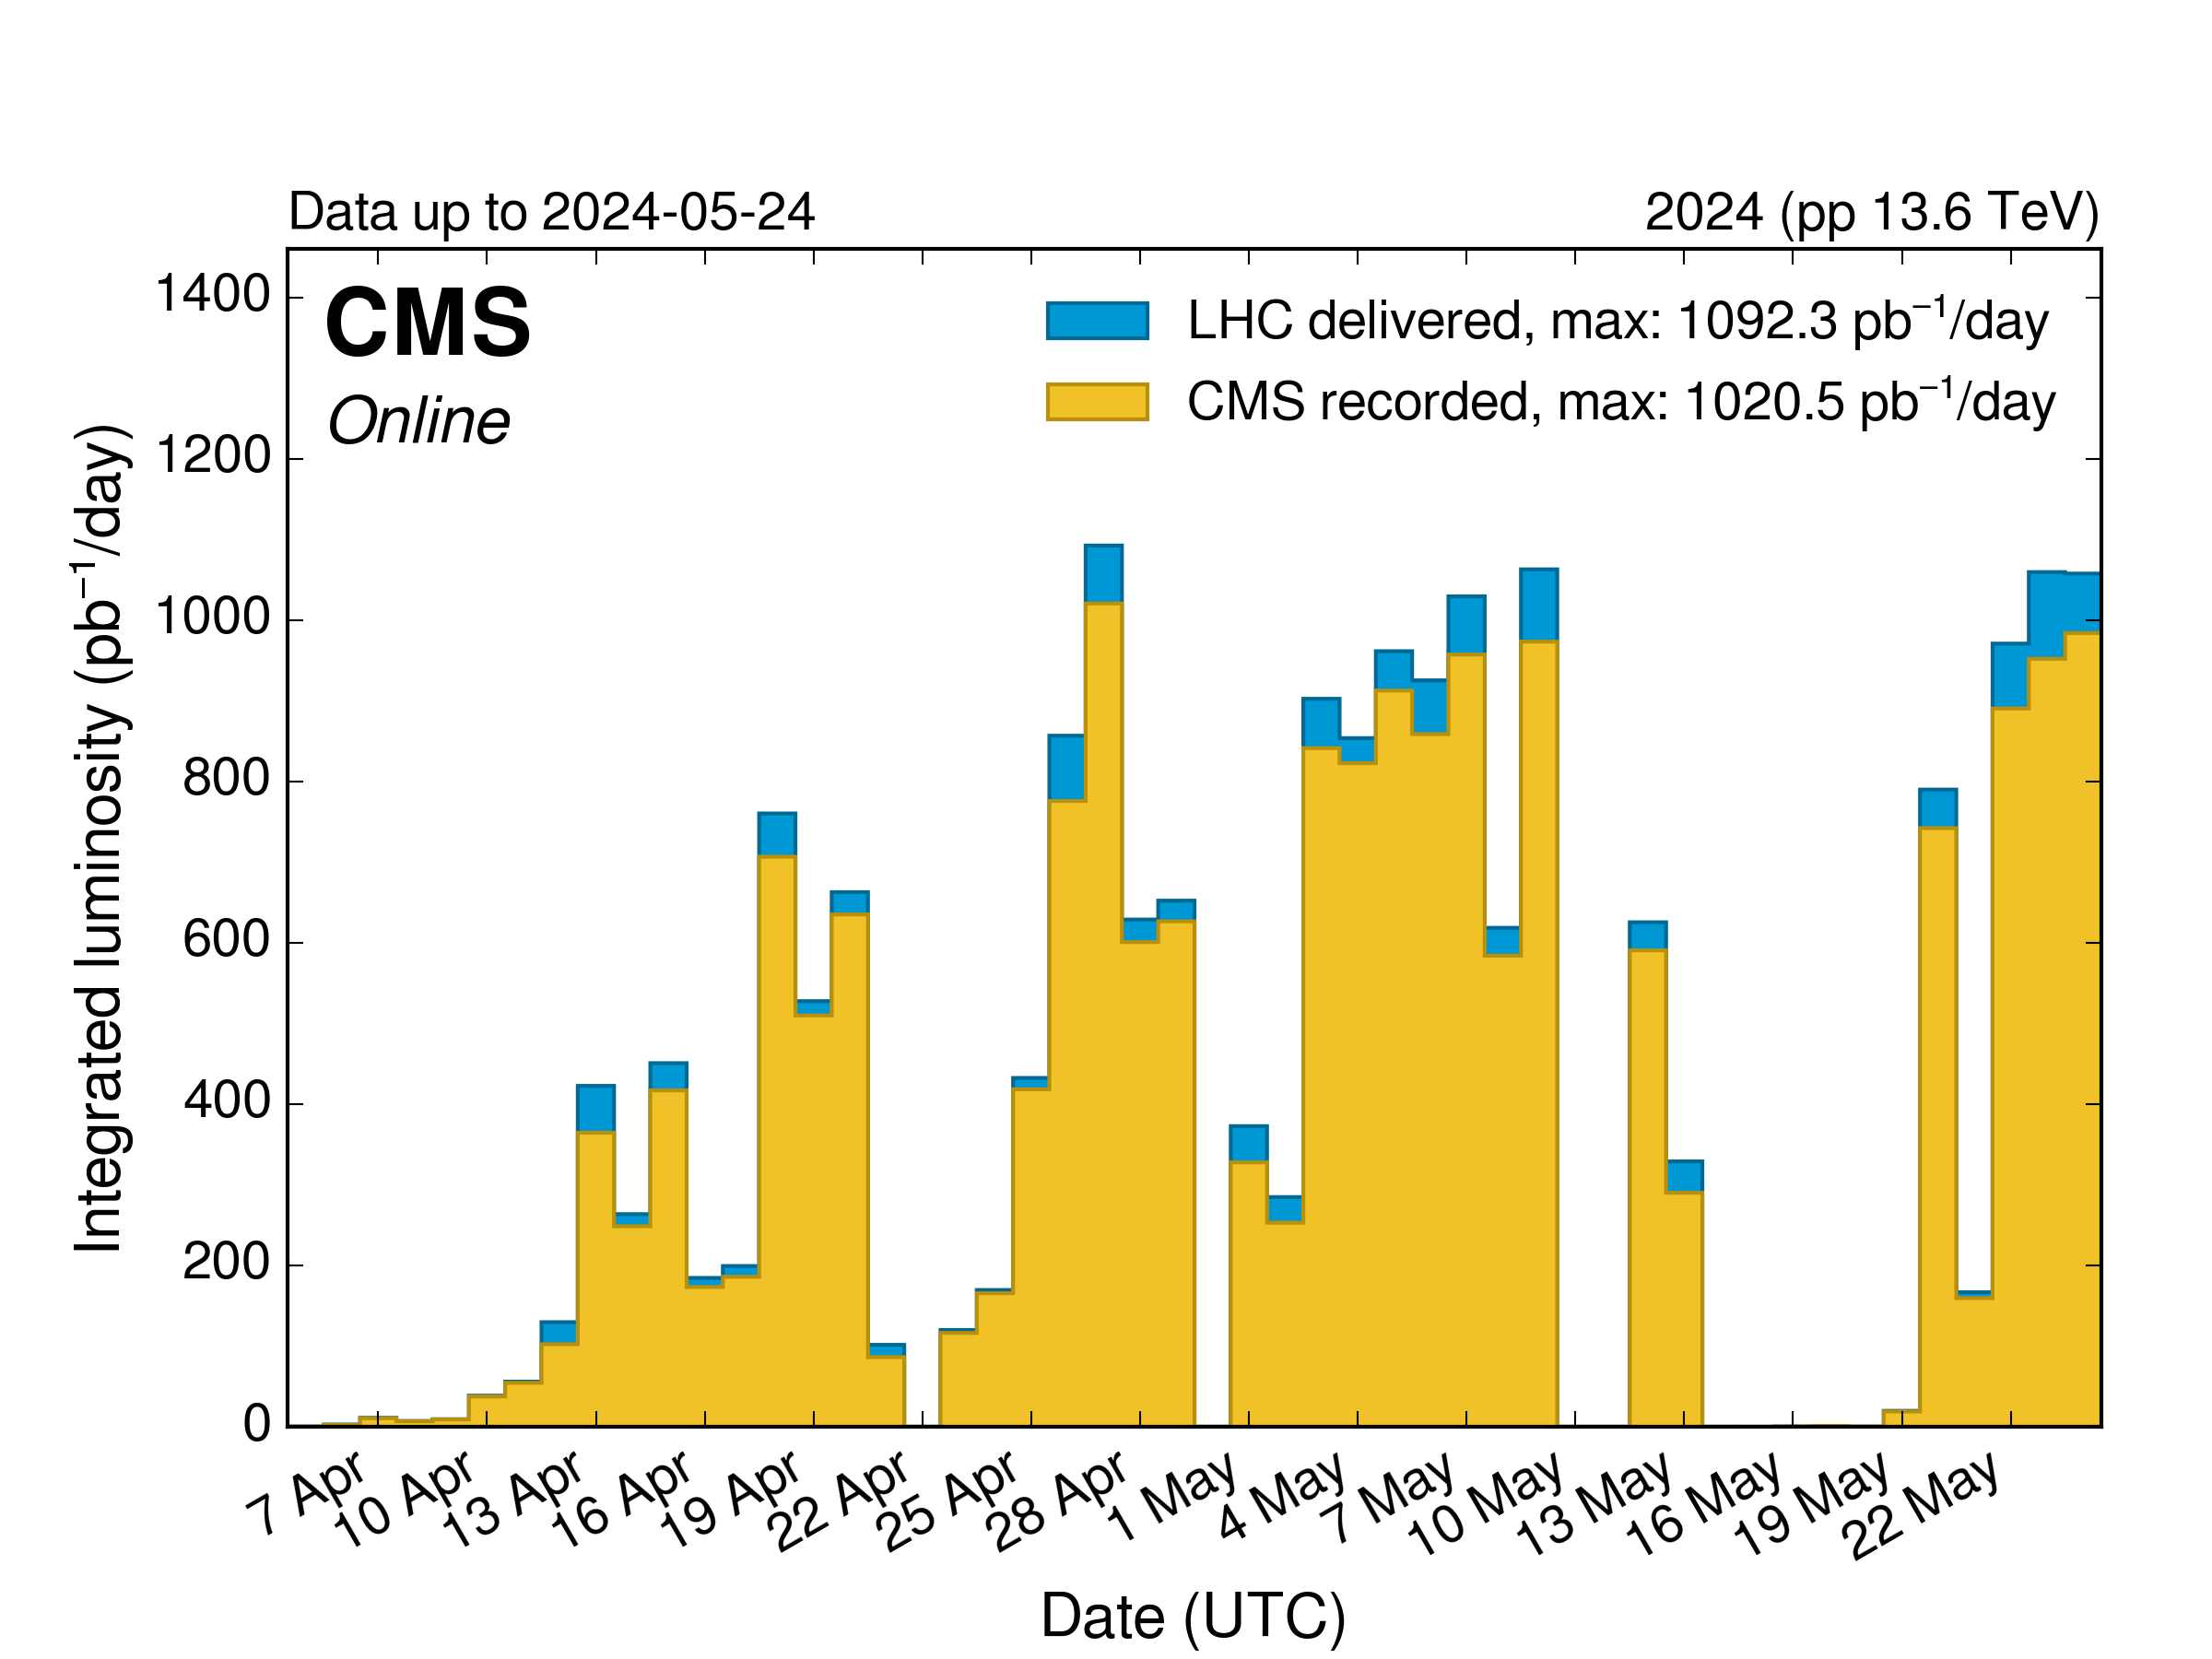 Data up to 2024-05-24
2024 (pp 13.6 TeV)
CMS
Online
LHC delivered, max: 1092.3 pb⁻¹/day
CMS recorded, max: 1020.5 pb⁻¹/day
Integrated luminosity (pb⁻¹/day)
1400
1200
1000
800
600
400
200
0
7 Apr
10 Apr
13 Apr
16 Apr
19 Apr
22 Apr
25 Apr
28 Apr
1 May
4 May
7 May
10 May
13 May
16 May
19 May
22 May
Date (UTC)